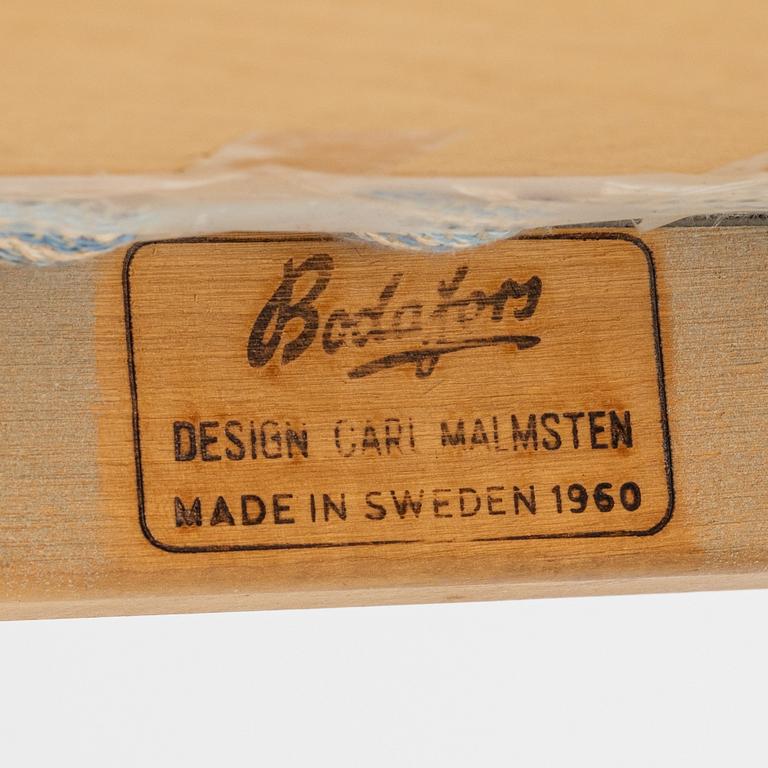 Bodafors
DESIGN CARL MALMSTEN
MADE IN SWEDEN 1960